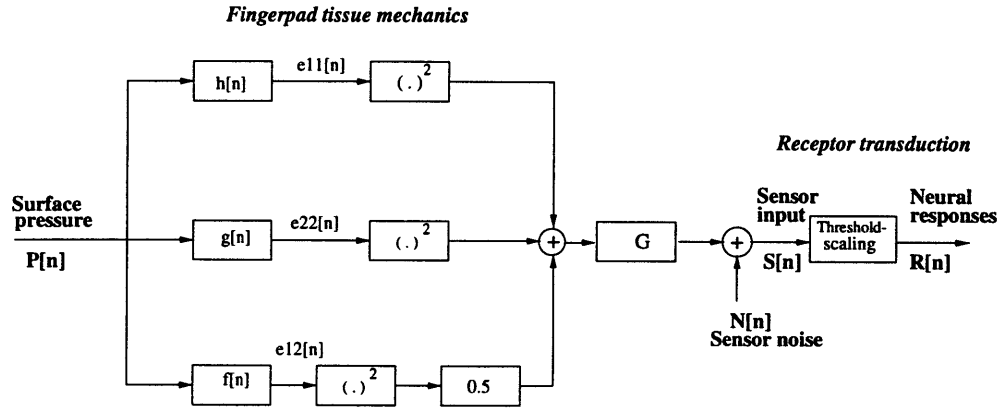 Fingerpad tissue mechanics
h[n]
e11[n]
(.)²
Receptor transduction
Surface
pressure
P[n]
g[n]
e22[n]
(.)²
+
G
+
Sensor
input
S[n]
Threshold-
scaling
Neural
responses
R[n]
N[n]
Sensor noise
f[n]
e12[n]
(.)²
0.5